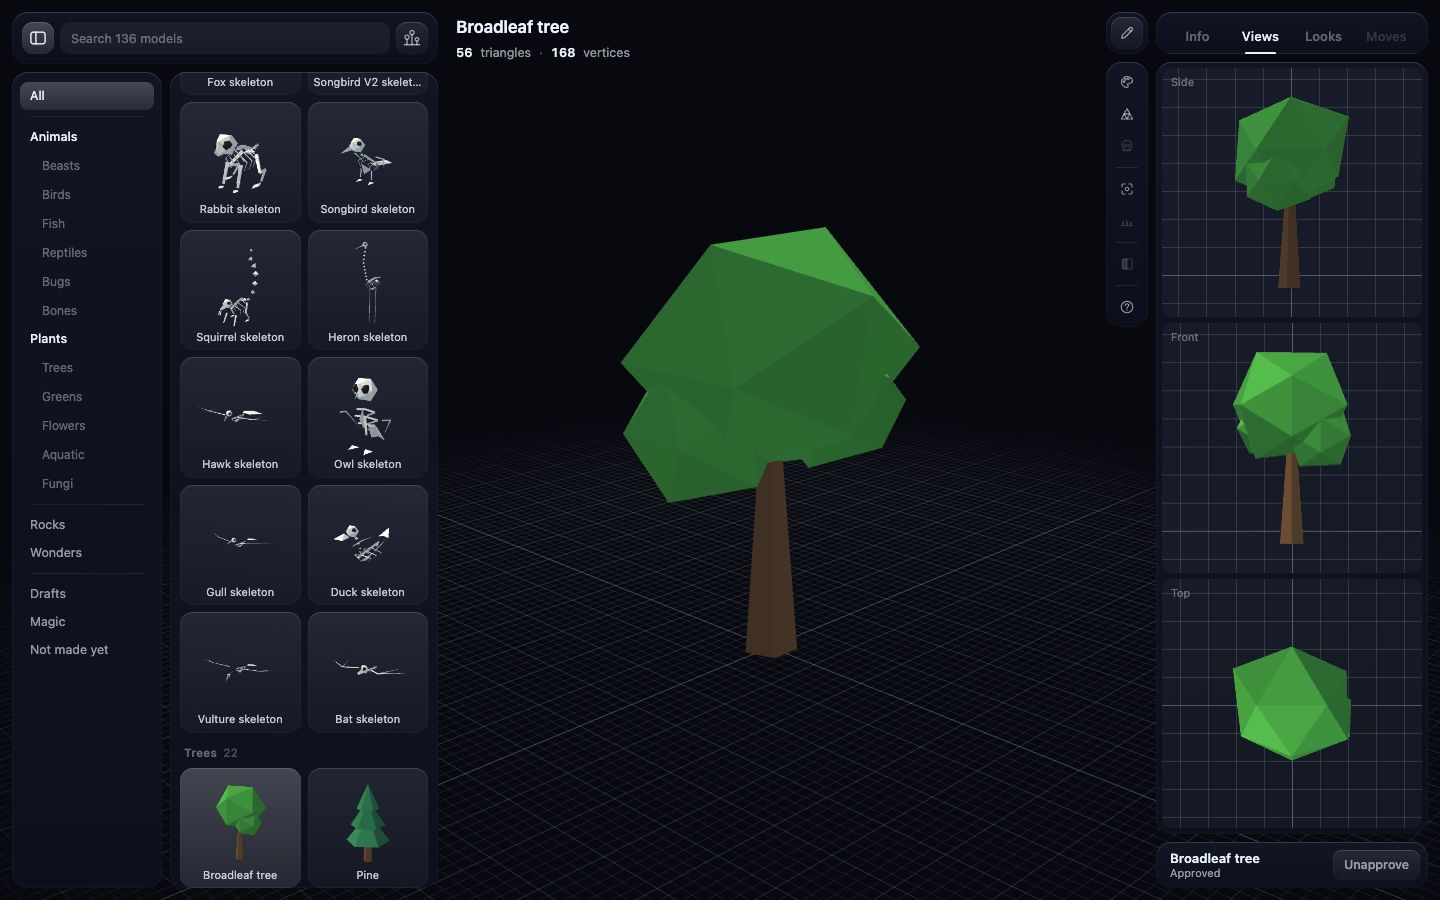 Search 136 models
Broadleaf tree
56 triangles · 168 vertices
Info
Views
Looks
Moves
All
Animals
Beasts
Birds
Fish
Reptiles
Bugs
Bones
Plants
Trees
Greens
Flowers
Aquatic
Fungi
Rocks
Wonders
Drafts
Magic
Not made yet
Fox skeleton
Songbird V2 skelet...
Rabbit skeleton
Songbird skeleton
Squirrel skeleton
Heron skeleton
Hawk skeleton
Owl skeleton
Gull skeleton
Duck skeleton
Vulture skeleton
Bat skeleton
Trees 22
Broadleaf tree
Pine
Side
Front
Top
Broadleaf tree
Approved
Unapprove